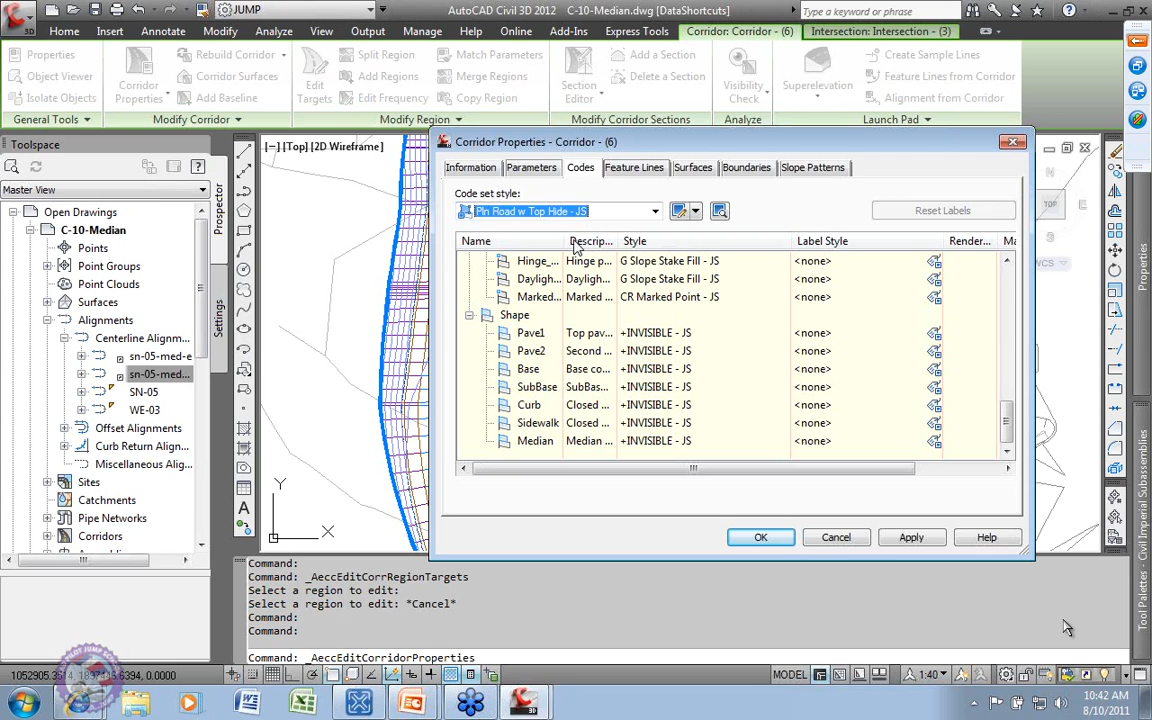 JUMP
AutoCAD Civil 3D 2012 C-10-Median.dwg [DataShortcuts]
Type a keyword or phrase
Home Insert Annotate Modify Analyze View Output Manage Help Online Add-Ins Express Tools Corridor: Corridor - (6) Intersection: Intersection - (3)
Properties
Object Viewer
Isolate Objects
General Tools
Corridor Properties
Rebuild Corridor
Corridor Surfaces
Add Baseline
Modify Corridor
Edit Targets
Split Region
Add Regions
Edit Frequency
Match Parameters
Merge Regions
Copy Region
Modify Region
Section Editor
Add a Section
Delete a Section
Modify Corridor Sections
Visibility Check
Analyze
Superelevation
Create Sample Lines
Feature Lines from Corridor
Alignment from Corridor
Launch Pad
Toolspace
Master View
Open Drawings
C-10-Median
Points
Point Groups
Point Clouds
Surfaces
Alignments
Centerline Alignm...
sn-05-med-e
sn-05-med...
SN-05
WE-03
Offset Alignments
Curb Return Align...
Miscellaneous Alig...
Sites
Catchments
Pipe Networks
Corridors
Prospector
Settings
[−] [Top] [2D Wireframe]
N
TOP
WCS
Y
X
Corridor Properties - Corridor - (6)
Information Parameters Codes Feature Lines Surfaces Boundaries Slope Patterns
Code set style:
Pln Road w Top Hide - JS
Reset Labels
Name Descrip... Style Label Style Render... Ma
Hinge_... Hinge p... G Slope Stake Fill - JS <none>
Dayligh... Dayligh... G Slope Stake Fill - JS <none>
Marked... Marked ... CR Marked Point - JS <none>
Shape
Pave1 Top pav... +INVISIBLE - JS <none>
Pave2 Second ... +INVISIBLE - JS <none>
Base Base co... +INVISIBLE - JS <none>
SubBase SubBas... +INVISIBLE - JS <none>
Curb Closed ... +INVISIBLE - JS <none>
Sidewalk Closed ... +INVISIBLE - JS <none>
Median Median ... +INVISIBLE - JS <none>
OK Cancel Apply Help
Properties
Tool Palettes - Civil Imperial Subassemblies
Command:
Command: _AeccEditCorrRegionTargets
Select a region to edit:
Select a region to edit: *Cancel*
Command:
Command:
Command: _AeccEditCorridorProperties
MODEL
1:40
10:42 AM
8/10/2011